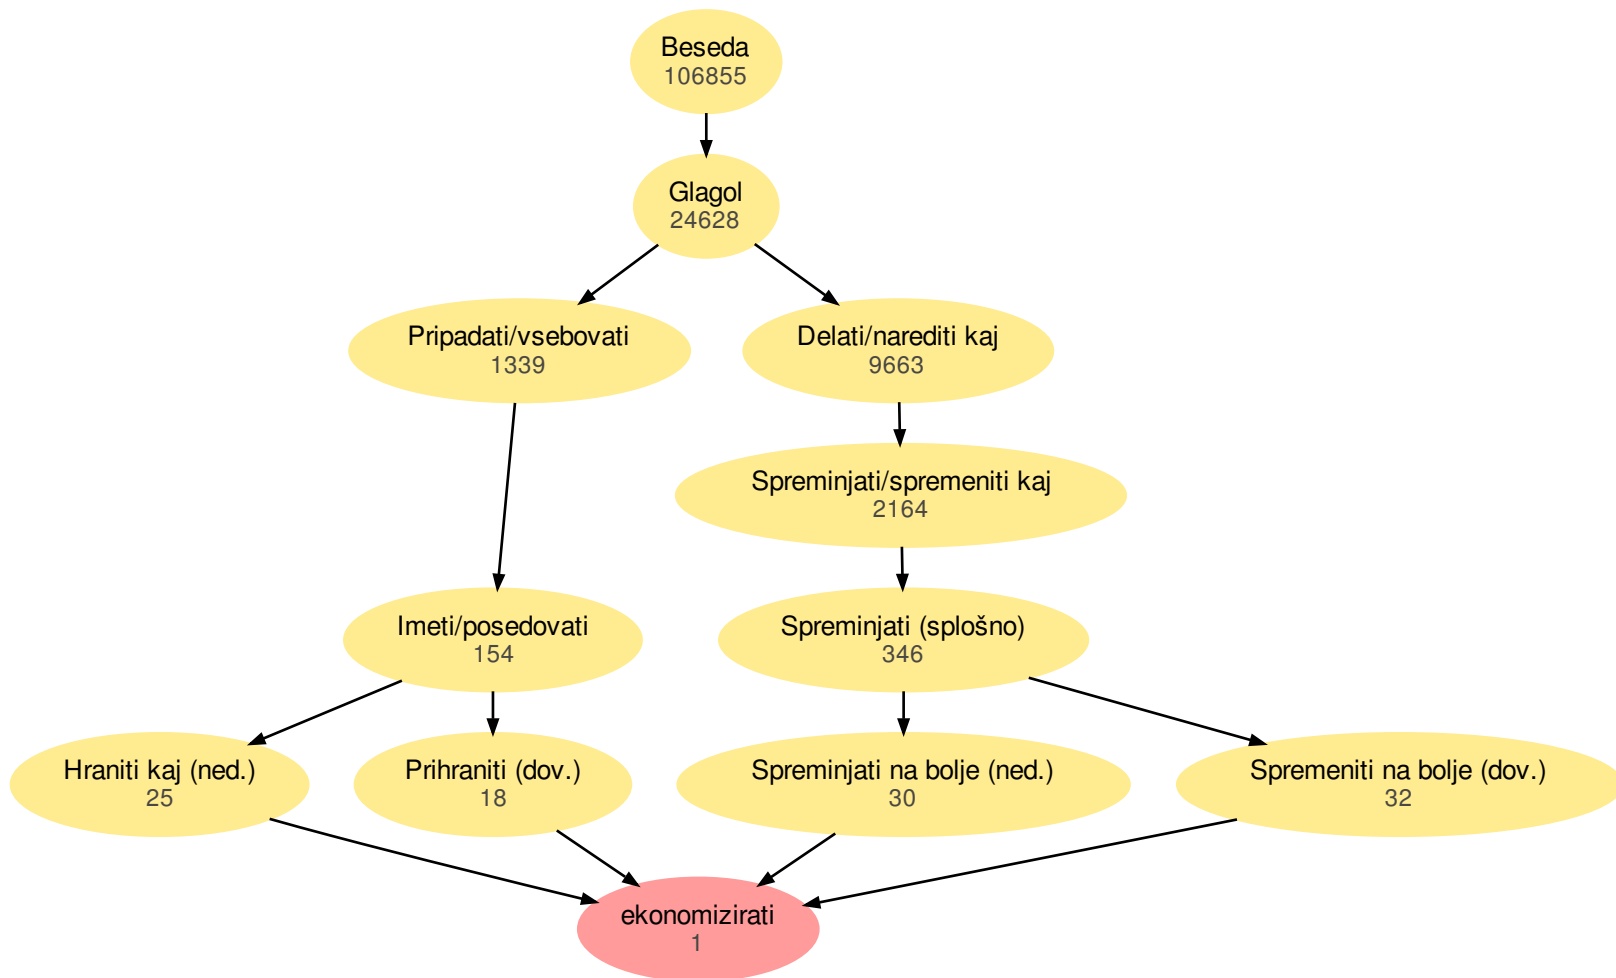 Beseda
106855
Glagol
24628
Pripadati/vsebovati
1339
Delati/narediti kaj
9663
Spreminjati/spremeniti kaj
2164
Imeti/posedovati
154
Spreminjati (splošno)
346
Hraniti kaj (ned.)
25
Prihraniti (dov.)
18
Spreminjati na bolje (ned.)
30
Spremeniti na bolje (dov.)
32
ekonomizirati
1